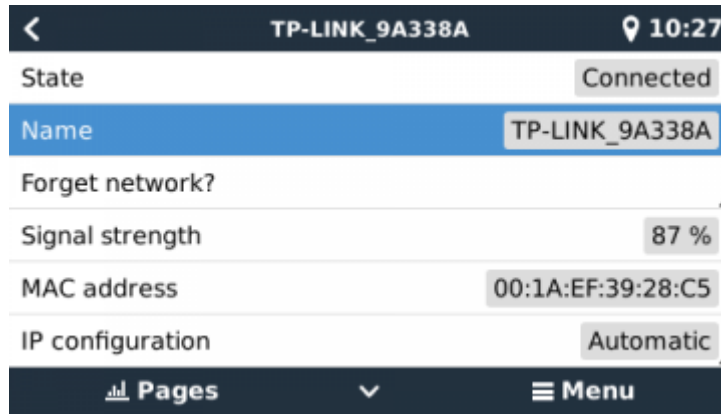 TP-LINK_9A338A 10:27
State Connected
Name TP-LINK_9A338A
Forget network?
Signal strength 87 %
MAC address 00:1A:EF:39:28:C5
IP configuration Automatic
Pages Menu